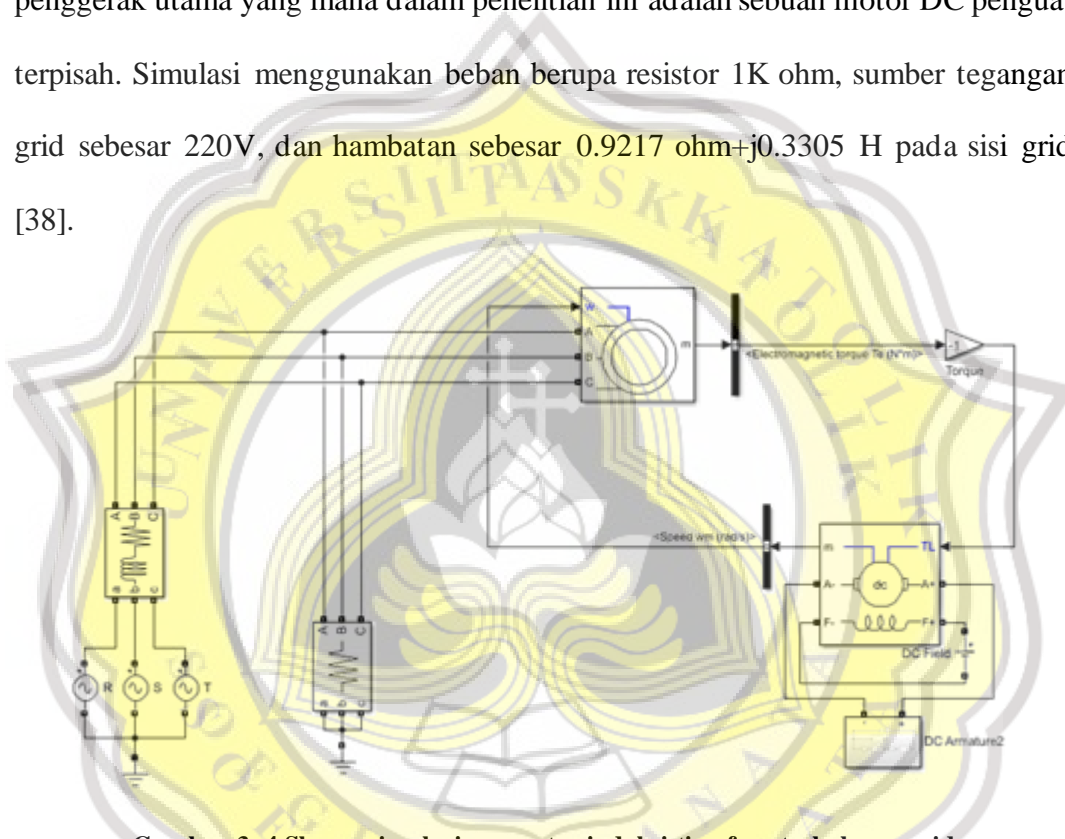 penggerak utama yang mana dalam penelitian ini adalah sebuah motor DC penguat
terpisah. Simulasi menggunakan beban berupa resistor 1K ohm, sumber tegangan
grid sebesar 220V, dan hambatan sebesar 0.9217 ohm+j0.3305 H pada sisi grid
[38].
UNIVERSITAS KATOLIK
w
A
B
C
m
<Electromagnetic torque Te (N*m)>
-1
Torque
A B C
a b c
R S T
A B C
a b c
<Speed wm (rad/s)>
m TL
A- dc A+
F- F+
DC Field
- +
DC Armature2